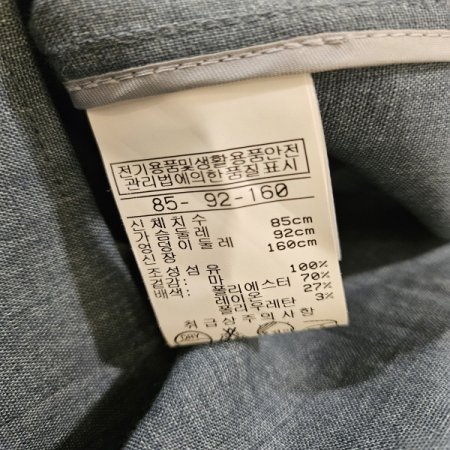 전기용품및생활용품안전
관리법에의한품질표시
85- 92-160
신체치수
가슴둘레 85cm
엉덩이둘레 92cm
신장 160cm
조성섬유
겉감: 마 100%
배색: 폴리에스터 70%
레이온 27%
폴리우레탄 3%
취급상주의사항
DRY